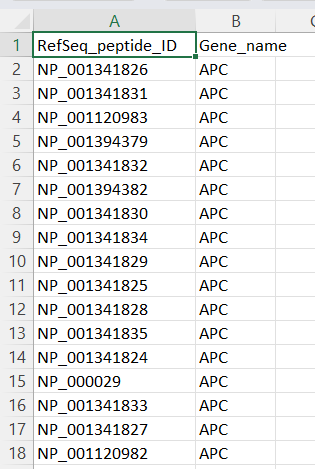 A B
1 RefSeq_peptide_ID Gene_name
2 NP_001341826 APC
3 NP_001341831 APC
4 NP_001120983 APC
5 NP_001394379 APC
6 NP_001341832 APC
7 NP_001394382 APC
8 NP_001341830 APC
9 NP_001341834 APC
10 NP_001341829 APC
11 NP_001341825 APC
12 NP_001341828 APC
13 NP_001341835 APC
14 NP_001341824 APC
15 NP_000029 APC
16 NP_001341833 APC
17 NP_001341827 APC
18 NP_001120982 APC